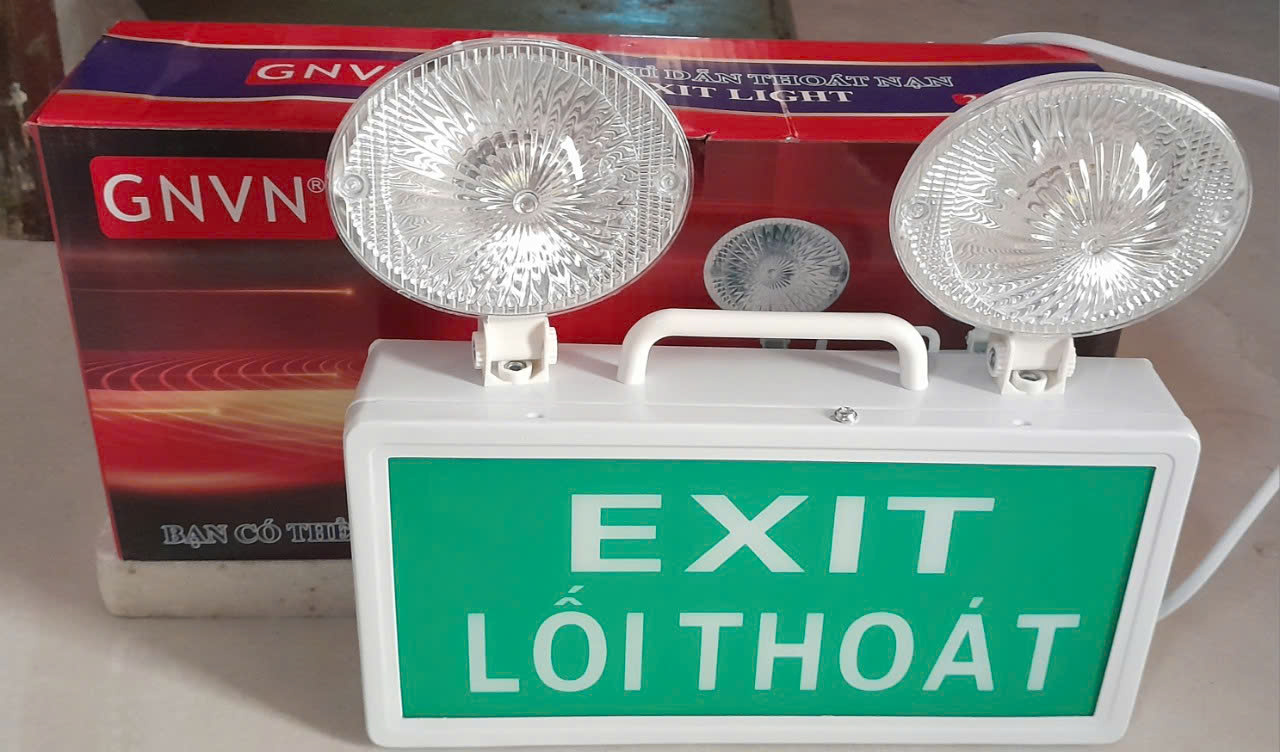 GNVN
DẪN THOÁT NẠN
EXIT LIGHT
GNVN®
BẠN CÓ THỂ
EXIT
LỐI THOÁT